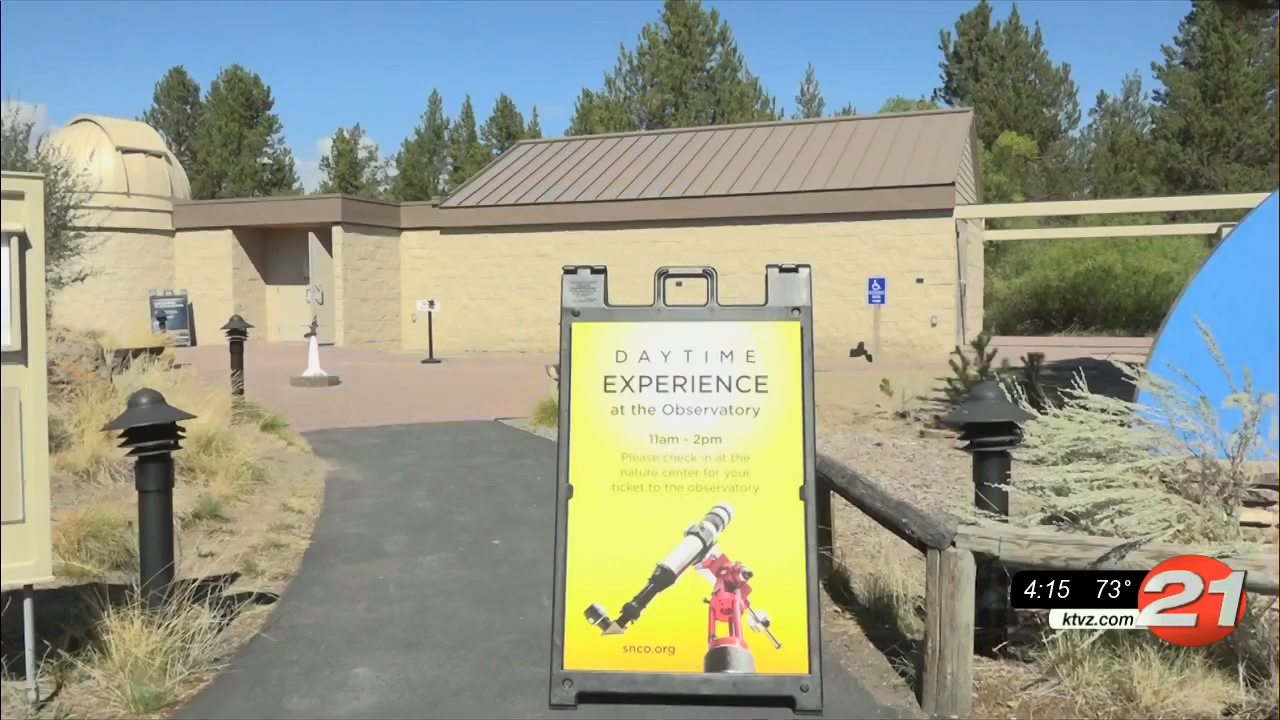 DAYTIME
EXPERIENCE
at the Observatory
11am - 2pm
Please check in at the
nature center for your
ticket to the observatory
snco.org
4:15 73°
ktvz.com
21